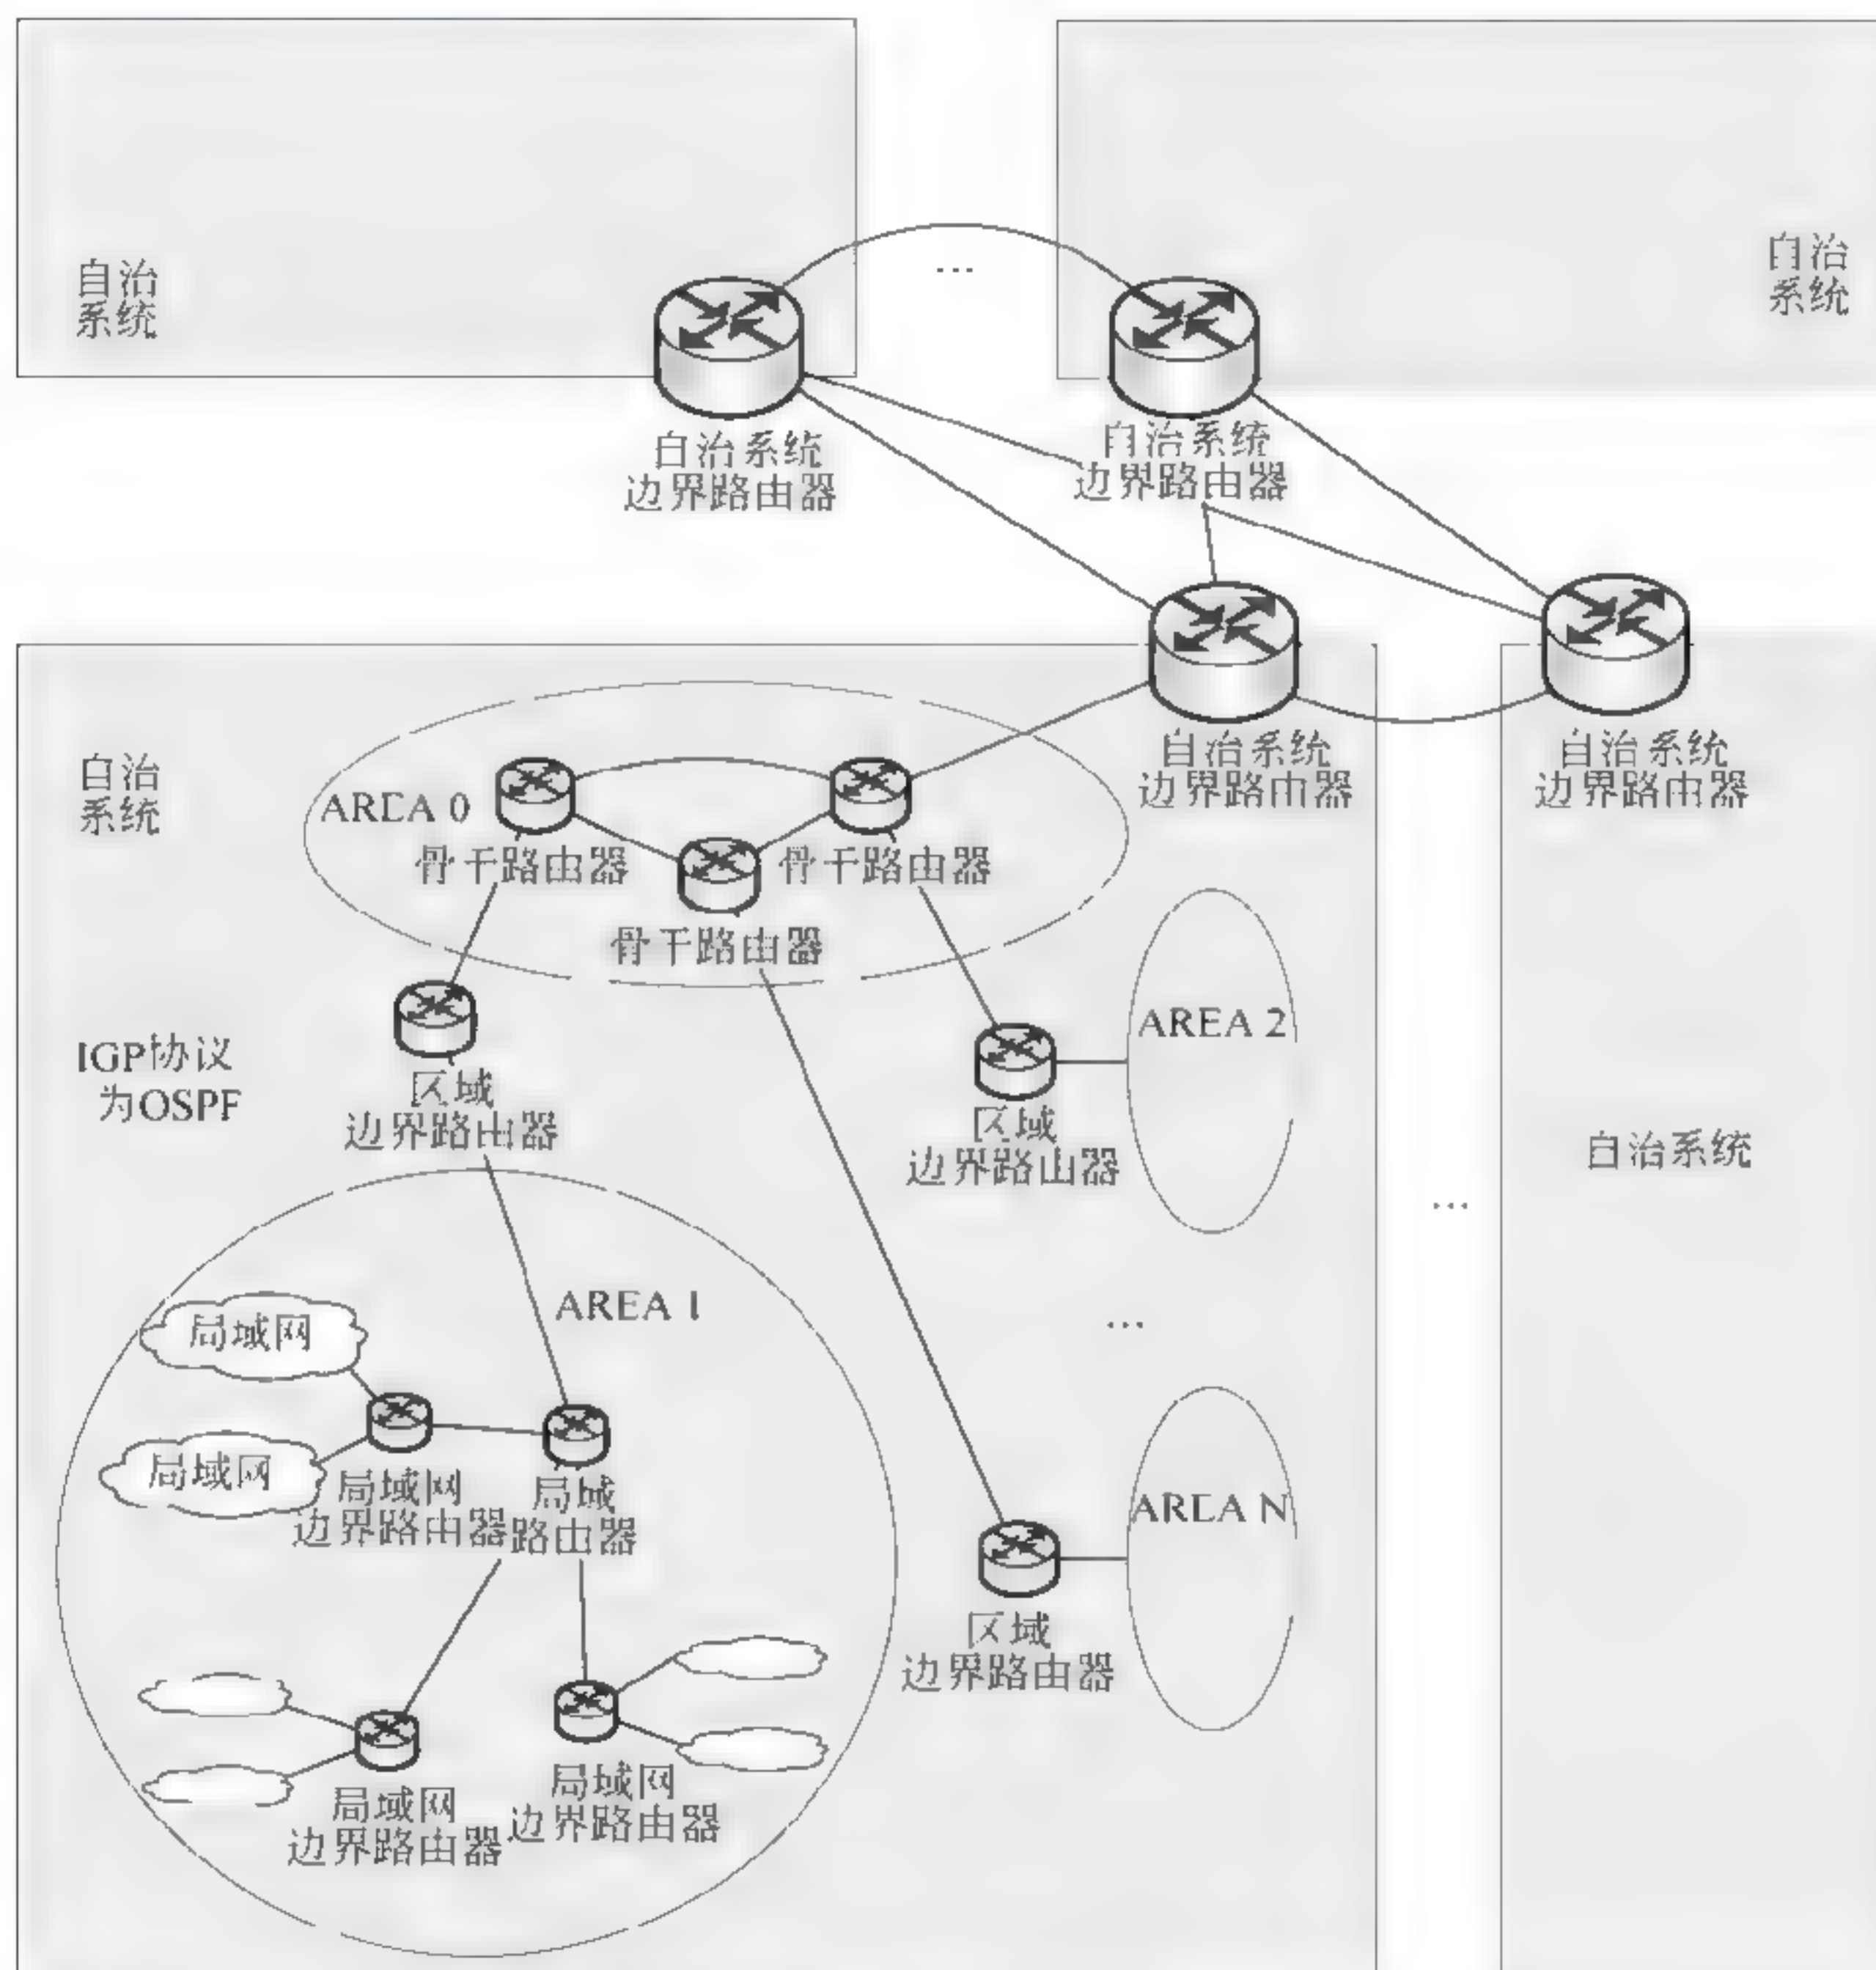 自治
系统
自治
系统
...
自治系统
边界路由器
自治系统
边界路由器
自治系统
边界路由器
自治系统
边界路由器
自治
系统
AREA 0
骨干路由器
骨干路由器
骨干路由器
IGP协议
为OSPF
区域
边界路由器
AREA 2
区域
边界路由器
自治系统
...
AREA 1
...
局域网
局域网
局域网
边界路由器
局域
路由器
AREA N
区域
边界路由器
局域网
边界路由器
局域网
边界路由器